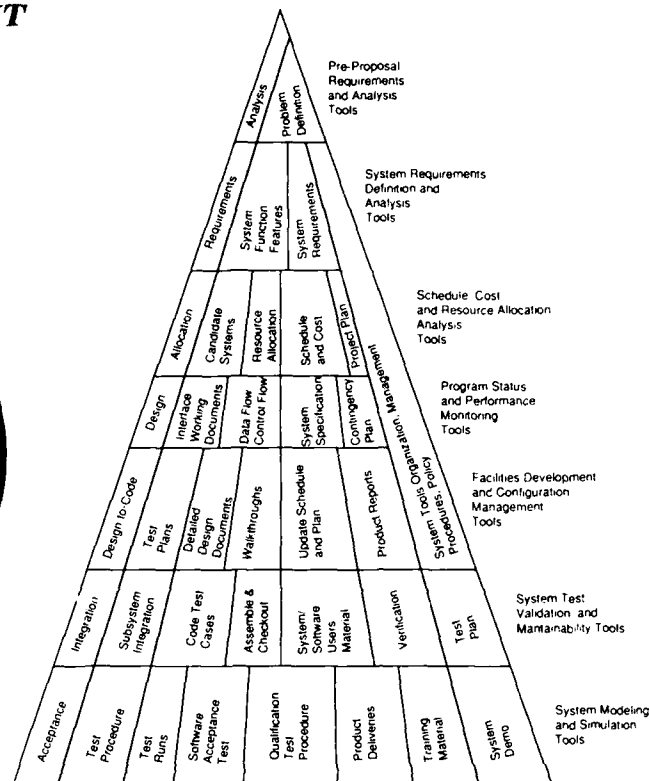 NT
Analysis
Problem
Definition
Pre-Proposal
Requirements
and Analysis
Tools
Requirements
System
Function
Features
System
Requirements
System Requirements
Definition and
Analysis
Tools
Allocation
Candidate
Systems
Resource
Allocation
Schedule
and Cost
Project Plan
Schedule Cost
and Resource Allocation
Analysis
Tools
Design
Interface
Working
Documents
Data Flow
Control Flow
System
Specification
Contingency
Plan
Program Status
and Performance
Monitoring
Tools
System Tools Organization, Management
Procedures, Policy
Design to-Code
Test
Plans
Detailed
Design
Documents
Walkthroughs
Update Schedule
and Plan
Product Reports
Facilities Development
and Configuration
Management
Tools
Integration
Subsystem
Integration
Code Test
Cases
Assemble &
Checkout
System/
Software
Users
Material
Verification
Test
Plan
System Test
Validation and
Mantainability Tools
Acceptance
Test
Procedure
Test
Runs
Software
Acceptance
Test
Qualification
Test
Procedure
Product
Deliveries
Training
Material
System
Demo
System Modeling
and Simulation
Tools